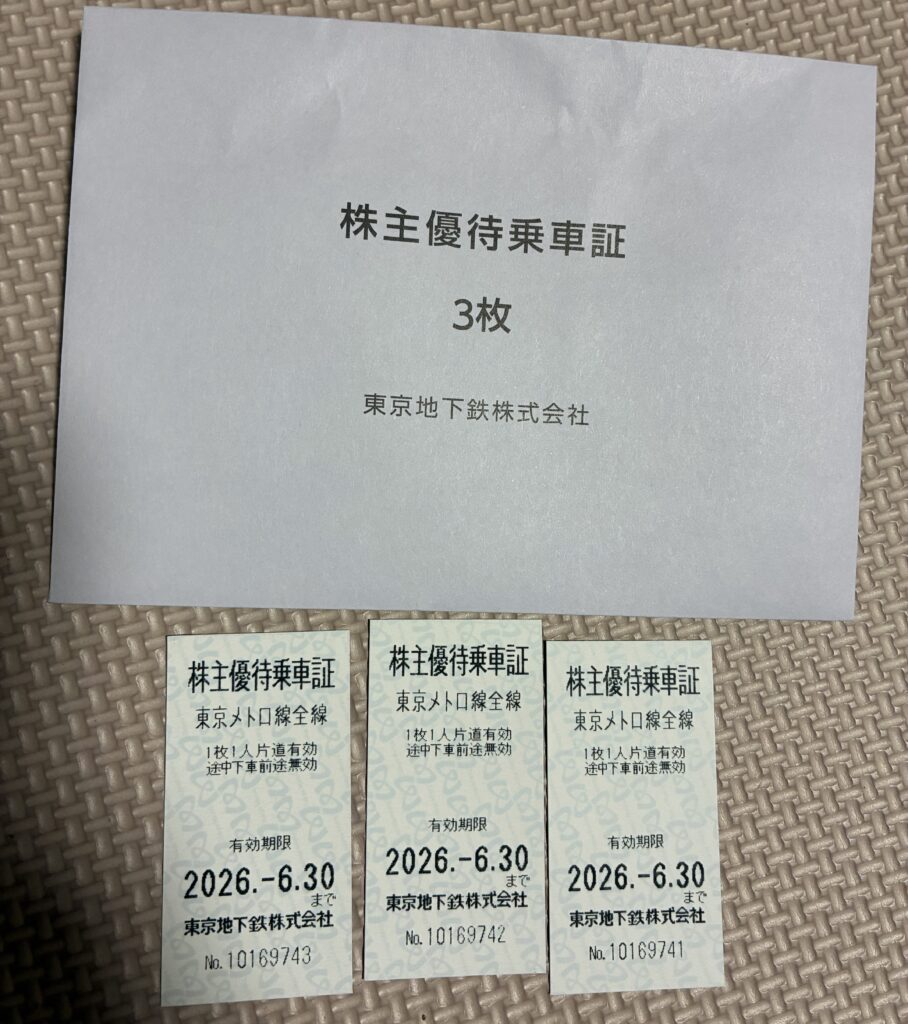 株主優待乗車証
3枚
東京地下鉄株式会社
株主優待乗車証
東京メトロ線全線
1枚1人片道有効
途中下車前途無効
有効期限
2026.-6.30
まで
東京地下鉄株式会社
No.10169743
株主優待乗車証
東京メトロ線全線
1枚1人片道有効
途中下車前途無効
有効期限
2026.-6.30
まで
東京地下鉄株式会社
No.10169742
株主優待乗車証
東京メトロ線全線
1枚1人片道有効
途中下車前途無効
有効期限
2026.-6.30
まで
東京地下鉄株式会社
No.10169741